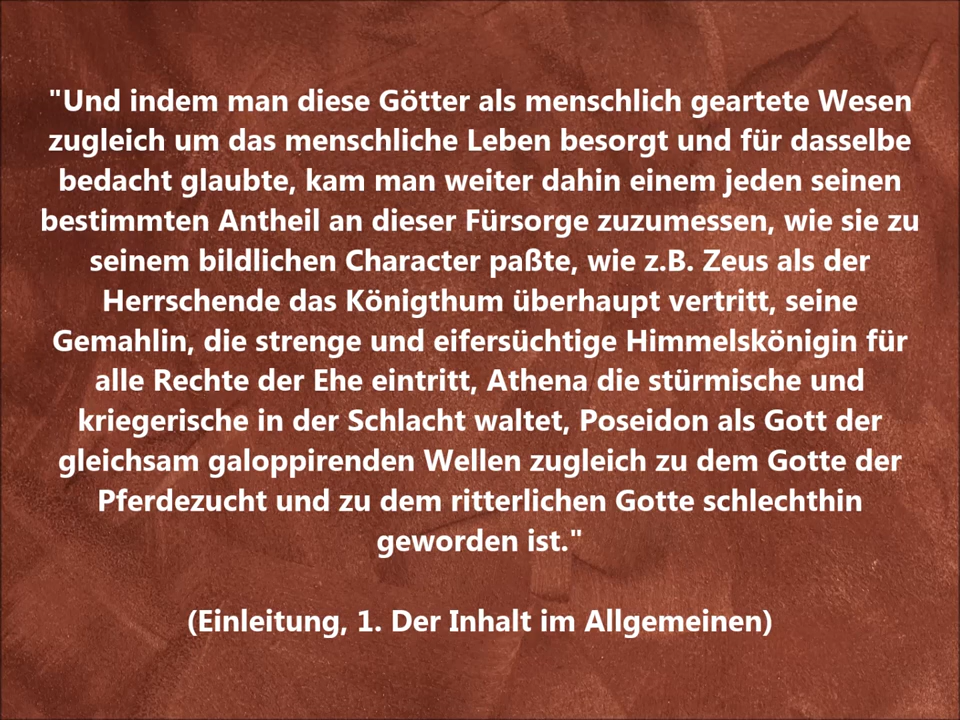 "Und indem man diese Götter als menschlich geartete Wesen
zugleich um das menschliche Leben besorgt und für dasselbe
bedacht glaubte, kam man weiter dahin einem jeden seinen
bestimmten Antheil an dieser Fürsorge zuzumessen, wie sie zu
seinem bildlichen Character paßte, wie z.B. Zeus als der
Herrschende das Königthum überhaupt vertritt, seine
Gemahlin, die strenge und eifersüchtige Himmelskönigin für
alle Rechte der Ehe eintritt, Athena die stürmische und
kriegerische in der Schlacht waltet, Poseidon als Gott der
gleichsam galoppirenden Wellen zugleich zu dem Gotte der
Pferdezucht und zu dem ritterlichen Gotte schlechthin
geworden ist."
(Einleitung, 1. Der Inhalt im Allgemeinen)